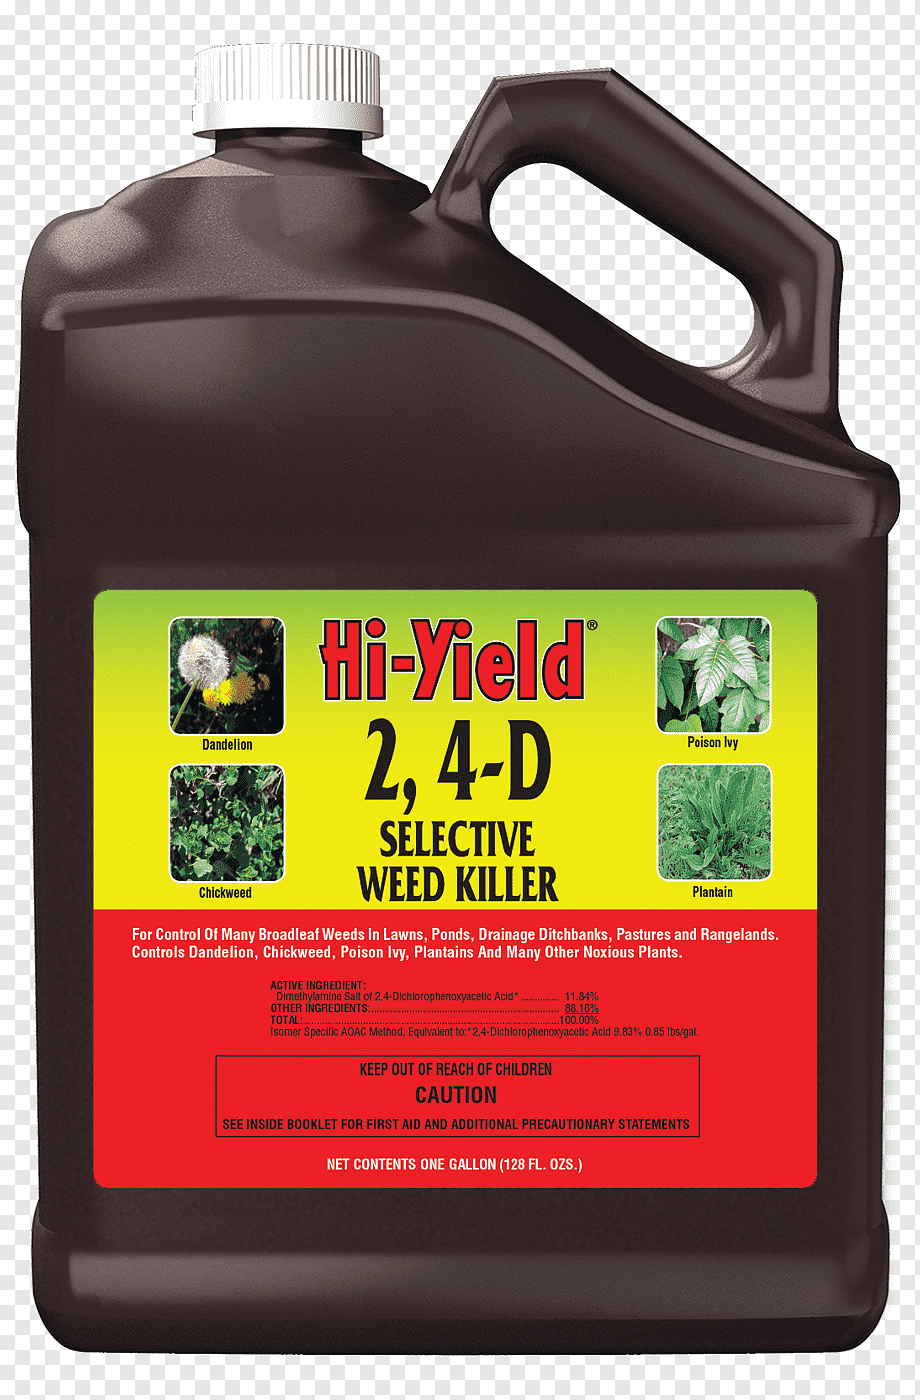 Hi-Yield®
2, 4-D
SELECTIVE
WEED KILLER
Dandelion
Poison Ivy
Chickweed
Plantain
For Control Of Many Broadleaf Weeds In Lawns, Ponds, Drainage Ditchbanks, Pastures and Rangelands.
Controls Dandelion, Chickweed, Poison Ivy, Plantains And Many Other Noxious Plants.
ACTIVE INGREDIENT:
Dimethylamine Salt of 2,4-Dichlorophenoxyacetic Acid* .............. 11.84%
OTHER INGREDIENTS:.............................................................. 88.16%
TOTAL:....................................................................................100.00%
Isomer Specific AOAC Method, Equivalent to:*2,4-Dichlorophenoxyacetic Acid 9.83% 0.85 lbs/gal.
KEEP OUT OF REACH OF CHILDREN
CAUTION
SEE INSIDE BOOKLET FOR FIRST AID AND ADDITIONAL PRECAUTIONARY STATEMENTS
NET CONTENTS ONE GALLON (128 FL. OZS.)